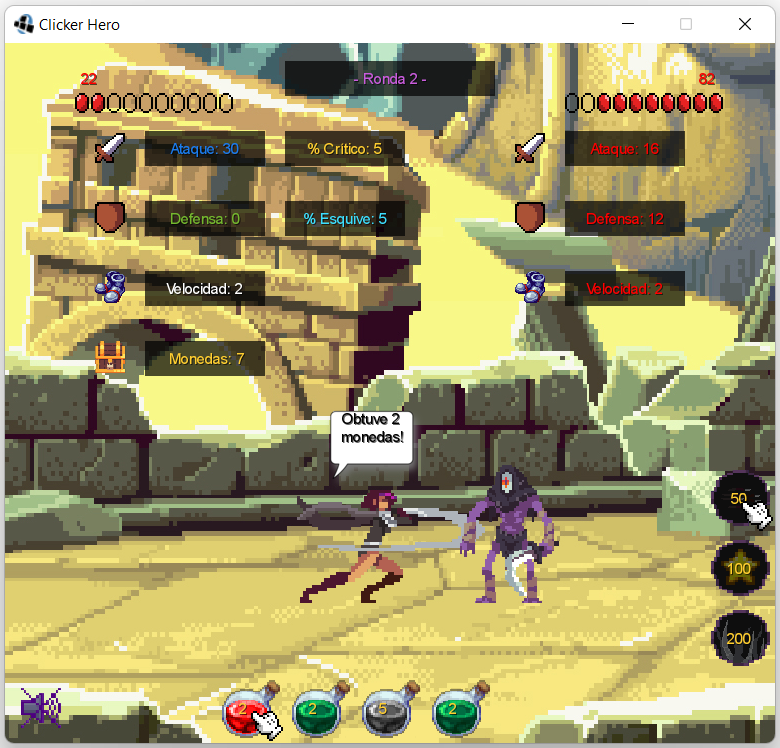 Clicker Hero
22
- Ronda 2 -
82
Ataque: 30
% Critico: 5
Ataque: 16
Defensa: 0
% Esquive: 5
Defensa: 12
Velocidad: 2
Velocidad: 2
Monedas: 7
Obtuve 2
monedas!
50
100
200
2
2
5
2